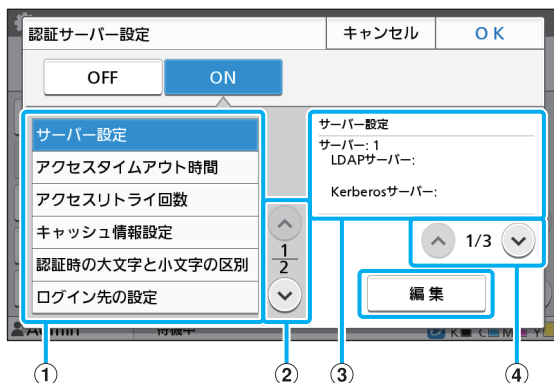 認証サーバー設定
キャンセル
OK
OFF
ON
サーバー設定
アクセスタイムアウト時間
アクセスリトライ回数
キャッシュ情報設定
認証時の大文字と小文字の区別
ログイン先の設定
1
2
サーバー設定
サーバー: 1
LDAPサーバー:
Kerberosサーバー:
1/3
編集
Admin
待機中
K C M Y
1
2
3
4